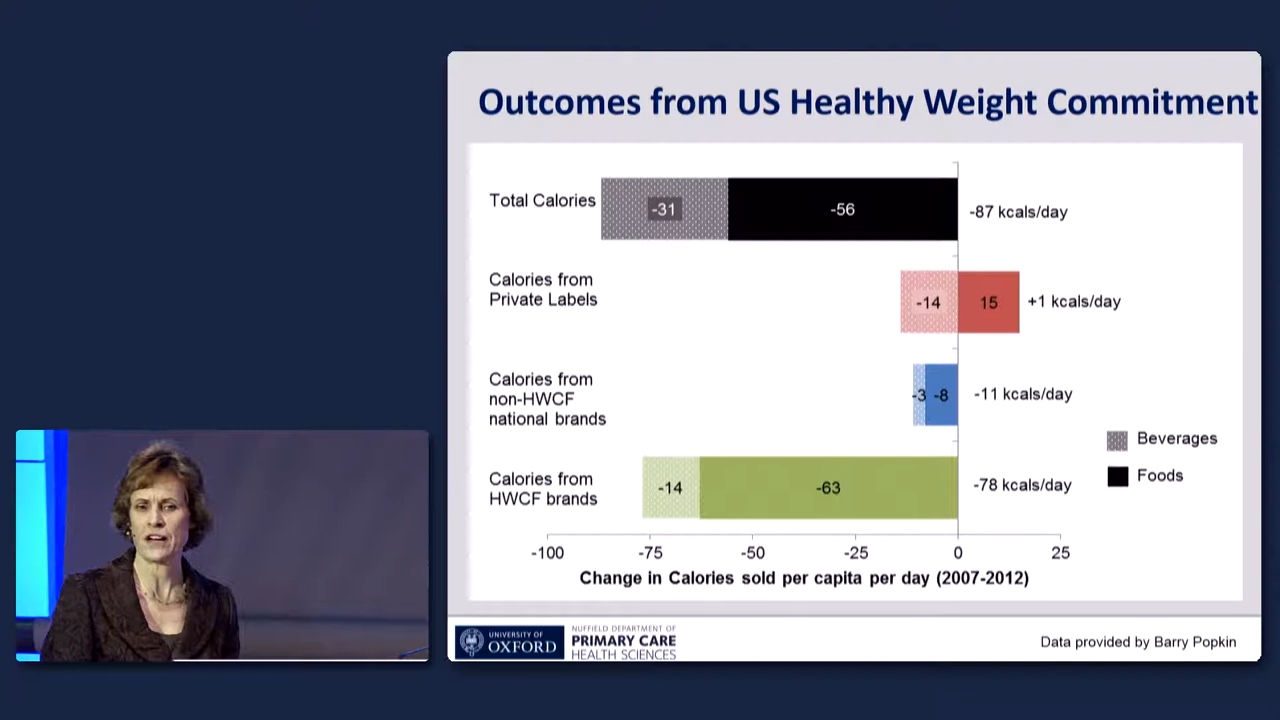 Outcomes from US Healthy Weight Commitment
Total Calories
-31
-56
-87 kcals/day
Calories from
Private Labels
-14
15
+1 kcals/day
Calories from
non-HWCF
national brands
-3
-8
-11 kcals/day
Beverages
Foods
Calories from
HWCF brands
-14
-63
-78 kcals/day
-100
-75
-50
-25
0
25
Change in Calories sold per capita per day (2007-2012)
UNIVERSITY OF
OXFORD
NUFFIELD DEPARTMENT OF
PRIMARY CARE
HEALTH SCIENCES
Data provided by Barry Popkin